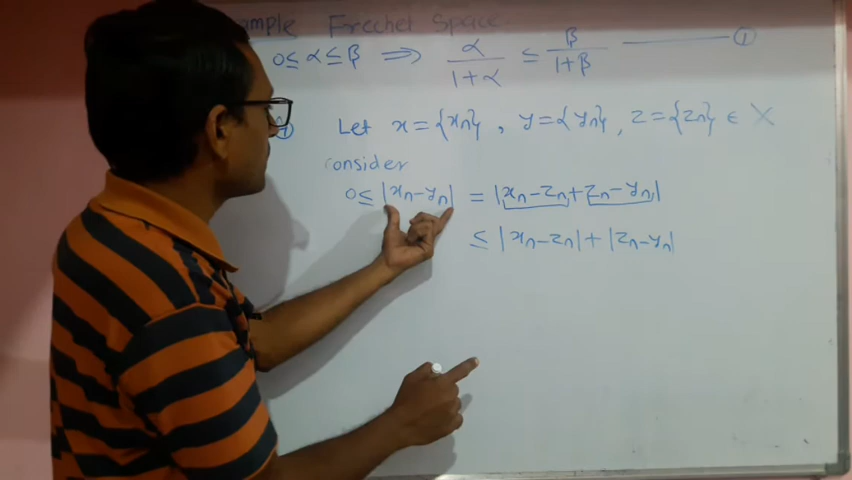 ample Frechet Space
0 ≤ α ≤ β ⟹ α/(1+α) ≤ β/(1+β) ——— ①
Let x = {xn}, y = {yn}, z = {zn} ∈ X
consider
0 ≤ |xn-yn| = |xn-zn+zn-yn|
≤ |xn-zn|+|zn-yn|